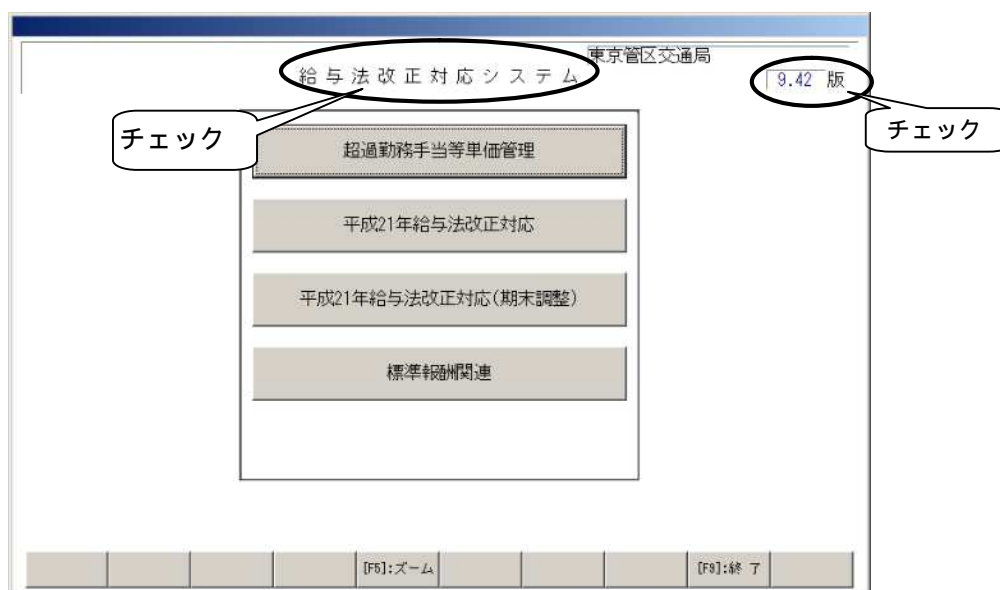 東京管区交通局
給与法改正対応システム
9.42 版
チェック
チェック
超過勤務手当等単価管理
平成21年給与法改正対応
平成21年給与法改正対応(期末調整)
標準報酬関連
[F5]:ズーム
[F9]:終 了